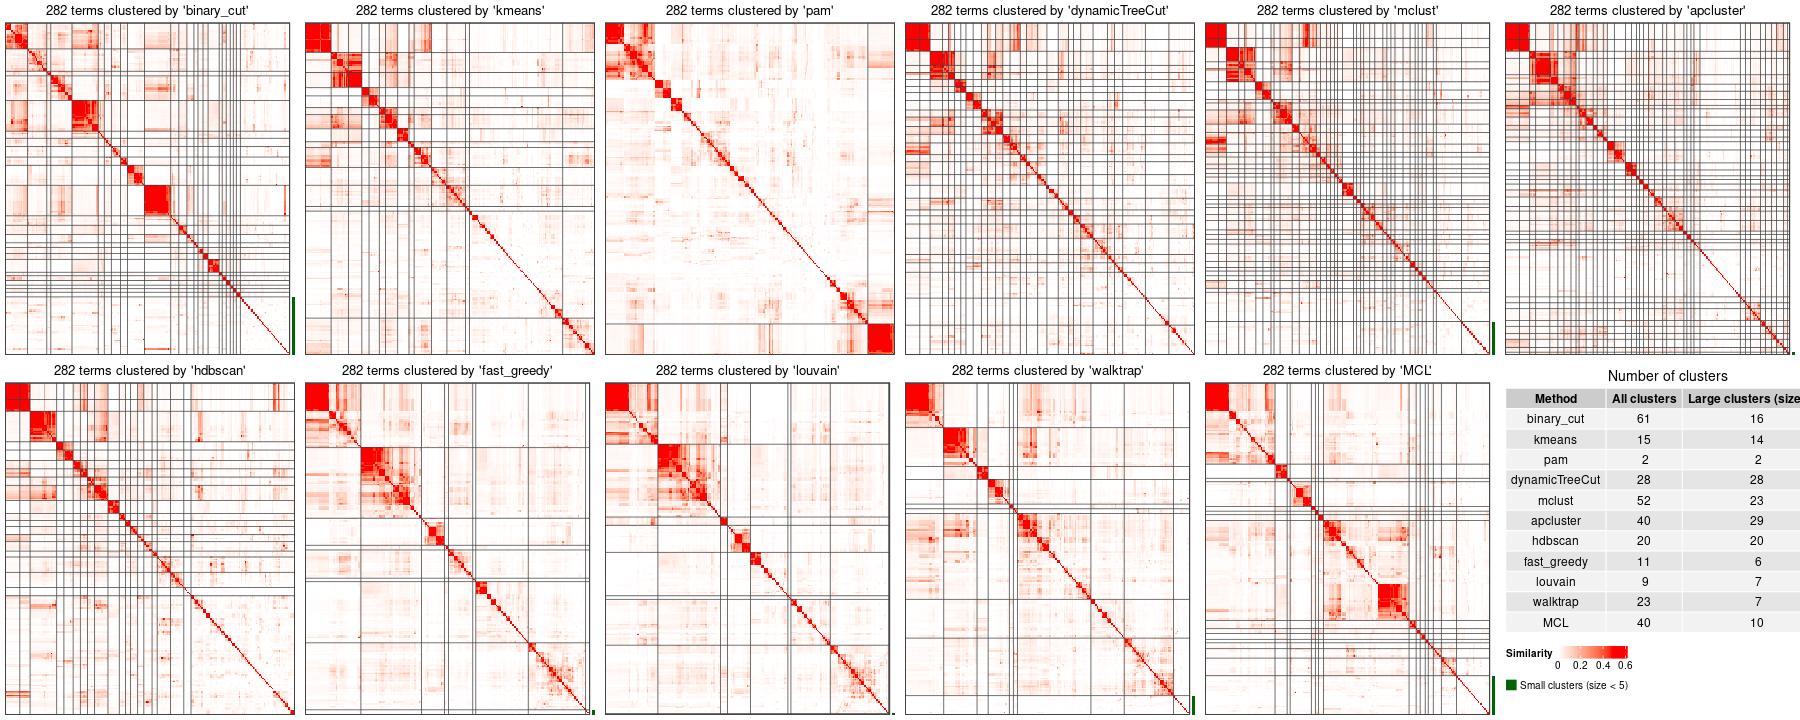 282 terms clustered by 'binary_cut'
282 terms clustered by 'kmeans'
282 terms clustered by 'pam'
282 terms clustered by 'dynamicTreeCut'
282 terms clustered by 'mclust'
282 terms clustered by 'apcluster'
282 terms clustered by 'hdbscan'
282 terms clustered by 'fast_greedy'
282 terms clustered by 'louvain'
282 terms clustered by 'walktrap'
282 terms clustered by 'MCL'
Number of clusters
Method All clusters Large clusters (size
binary_cut 61 16
kmeans 15 14
pam 2 2
dynamicTreeCut 28 28
mclust 52 23
apcluster 40 29
hdbscan 20 20
fast_greedy 11 6
louvain 9 7
walktrap 23 7
MCL 40 10
Similarity
0 0.2 0.4 0.6
Small clusters (size < 5)